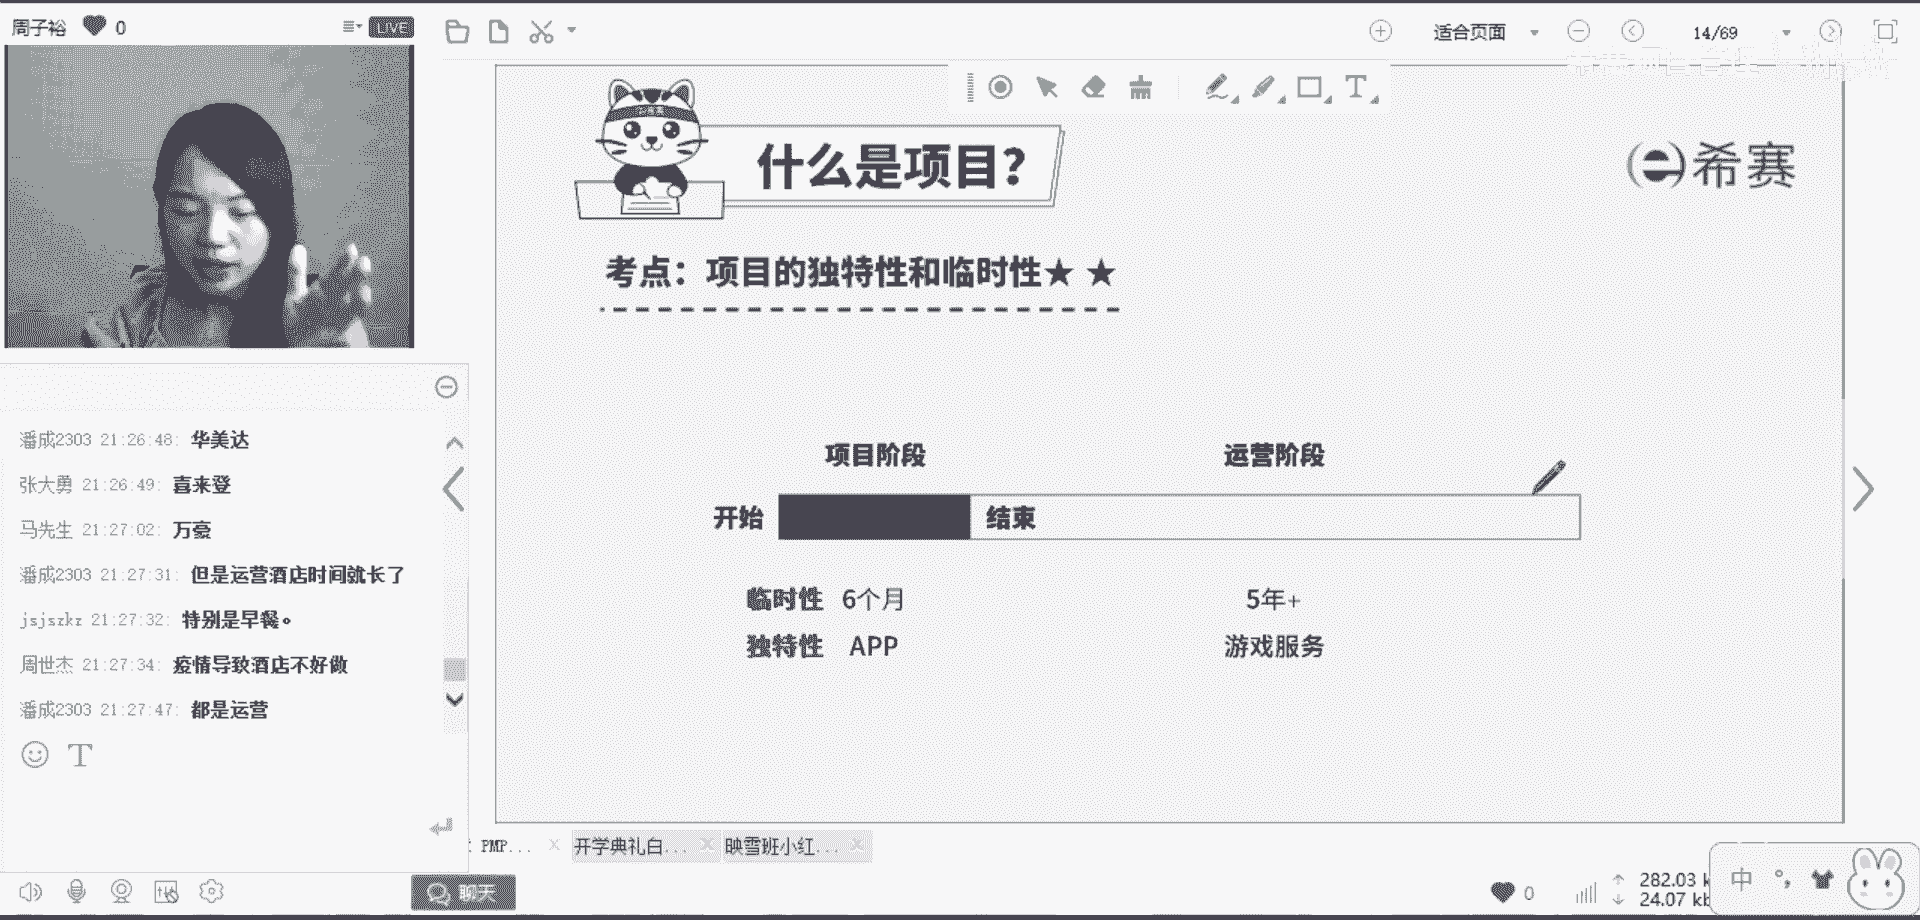 周子裕 0 LIVE
适合页面 14/69
什么是项目?
希赛
考点：项目的独特性和临时性★ ★
项目阶段 运营阶段
开始 结束
临时性 6个月 5年+
独特性 APP 游戏服务
潘成2303 21:26:48: 华美达
张大勇 21:26:49: 喜来登
马先生 21:27:02: 万豪
潘成2303 21:27:31: 但是运营酒店时间就长了
jsjszkz 21:27:32: 特别是早餐。
周世杰 21:27:34: 疫情导致酒店不好做
潘成2303 21:27:47: 都是运营
T
PMP... 开学典礼白... 映雪班小红...
聊天
0
282.03 k
24.07 kb
中